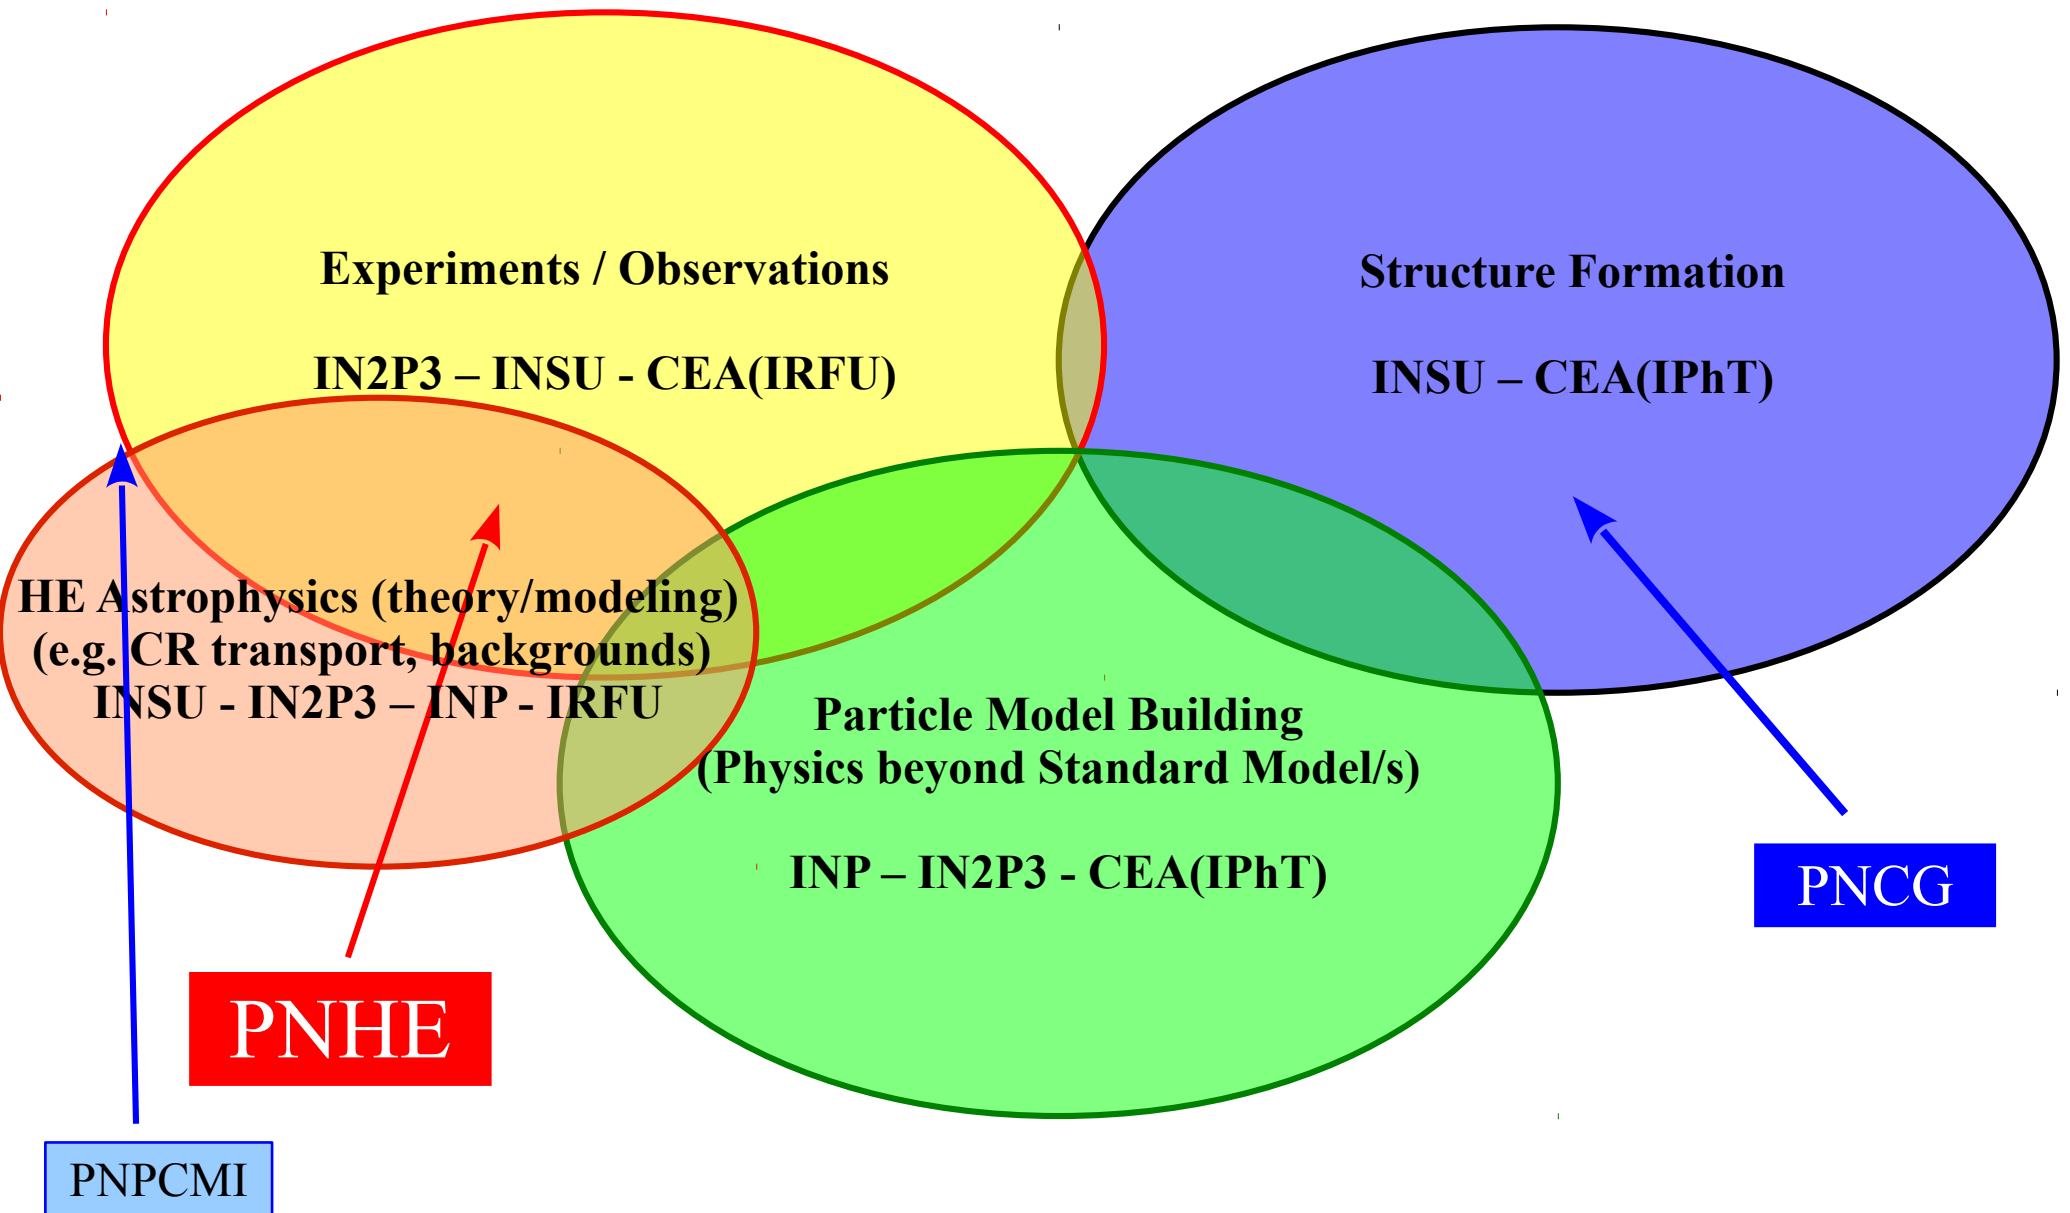 Experiments / Observations
IN2P3 – INSU - CEA(IRFU)
Structure Formation
INSU – CEA(IPhT)
HE Astrophysics (theory/modeling)
(e.g. CR transport, backgrounds)
INSU - IN2P3 – INP - IRFU
Particle Model Building
(Physics beyond Standard Model/s)
INP – IN2P3 - CEA(IPhT)
PNCG
PNHE
PNPCMI